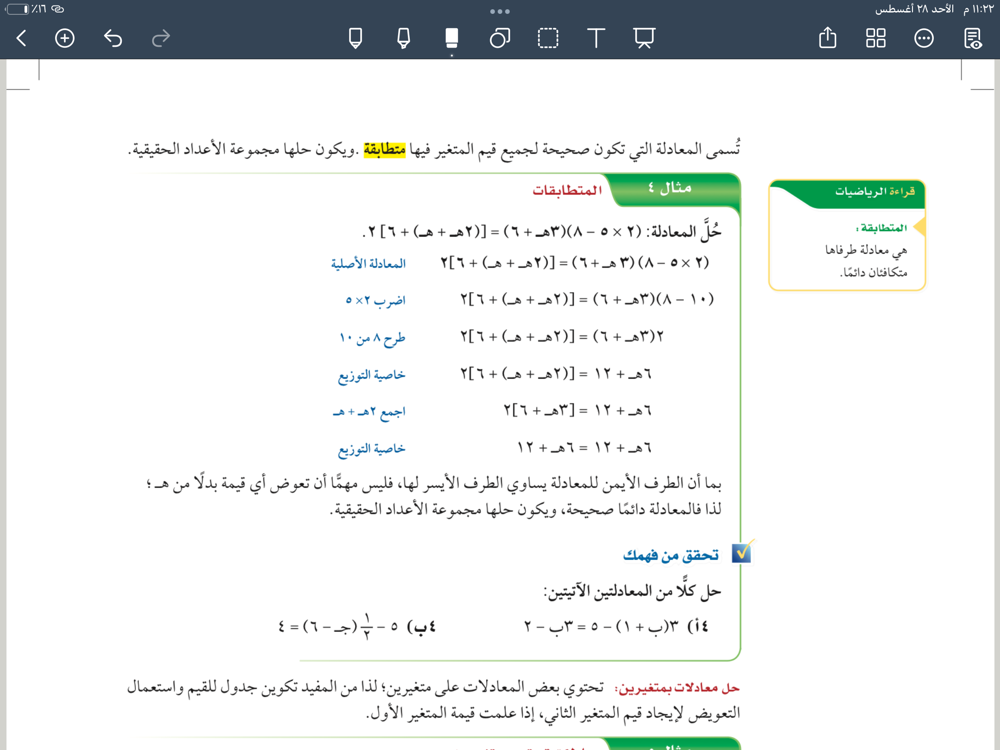 ١١:٢٢ م الأحد ٢٨ أغسطس
١٦٪
تُسمى المعادلة التي تكون صحيحة لجميع قيم المتغير فيها متطابقة .ويكون حلها مجموعة الأعداد الحقيقية.
مثال ٤ المتطابقات
حُلَّ المعادلة: (٢ × ٥ – ٨)(٣هـ + ٦) = [(٢هـ + هـ) + ٦] ٢.
(٢ × ٥ – ٨) (٣ هـ + ٦) = [(٢هـ + هـ) + ٦]٢ المعادلة الأصلية
(١٠ – ٨)(٣هـ + ٦) = [(٢هـ + هـ) + ٦]٢ اضرب ٢× ٥
٢(٣هـ + ٦) = [(٢هـ + هـ) + ٦]٢ طرح ٨ من ١٠
٦هـ + ١٢ = [(٢هـ + هـ) + ٦]٢ خاصية التوزيع
٦هـ + ١٢ = [٣هـ + ٦]٢ اجمع ٢هـ + هـ
٦هـ + ١٢ = ٦هـ + ١٢ خاصية التوزيع
بما أن الطرف الأيمن للمعادلة يساوي الطرف الأيسر لها، فليس مهمًّا أن تعوض أي قيمة بدلًا من هـ ؛
لذا فالمعادلة دائمًا صحيحة، ويكون حلها مجموعة الأعداد الحقيقية.
قراءة الرياضيات
المتطابقة :
هي معادلة طرفاها
متكافئان دائمًا.
تحقق من فهمك
حل كلًّا من المعادلتين الآتيتين:
٤أ) ٣(ب + ١) – ٥ = ٣ب – ٢ ٤ب) ٥ – ١/٢ (جـ – ٦) = ٤
حل معادلات بمتغيرين: تحتوي بعض المعادلات على متغيرين؛ لذا من المفيد تكوين جدول للقيم واستعمال
التعويض لإيجاد قيم المتغير الثاني، إذا علمت قيمة المتغير الأول.